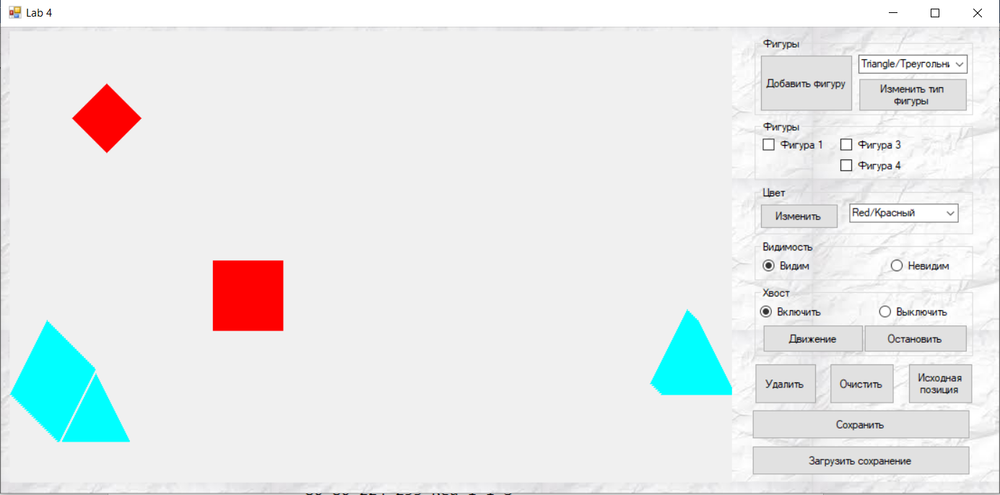 Lab 4
Фигуры
Добавить фигуру
Triangle/Треугольни
Изменить тип
фигуры
Фигуры
Фигура 1
Фигура 3
Фигура 4
Цвет
Изменить
Red/Красный
Видимость
Видим
Невидим
Хвост
Включить
Выключить
Движение
Остановить
Удалить
Очистить
Исходная
позиция
Сохранить
Загрузить сохранение